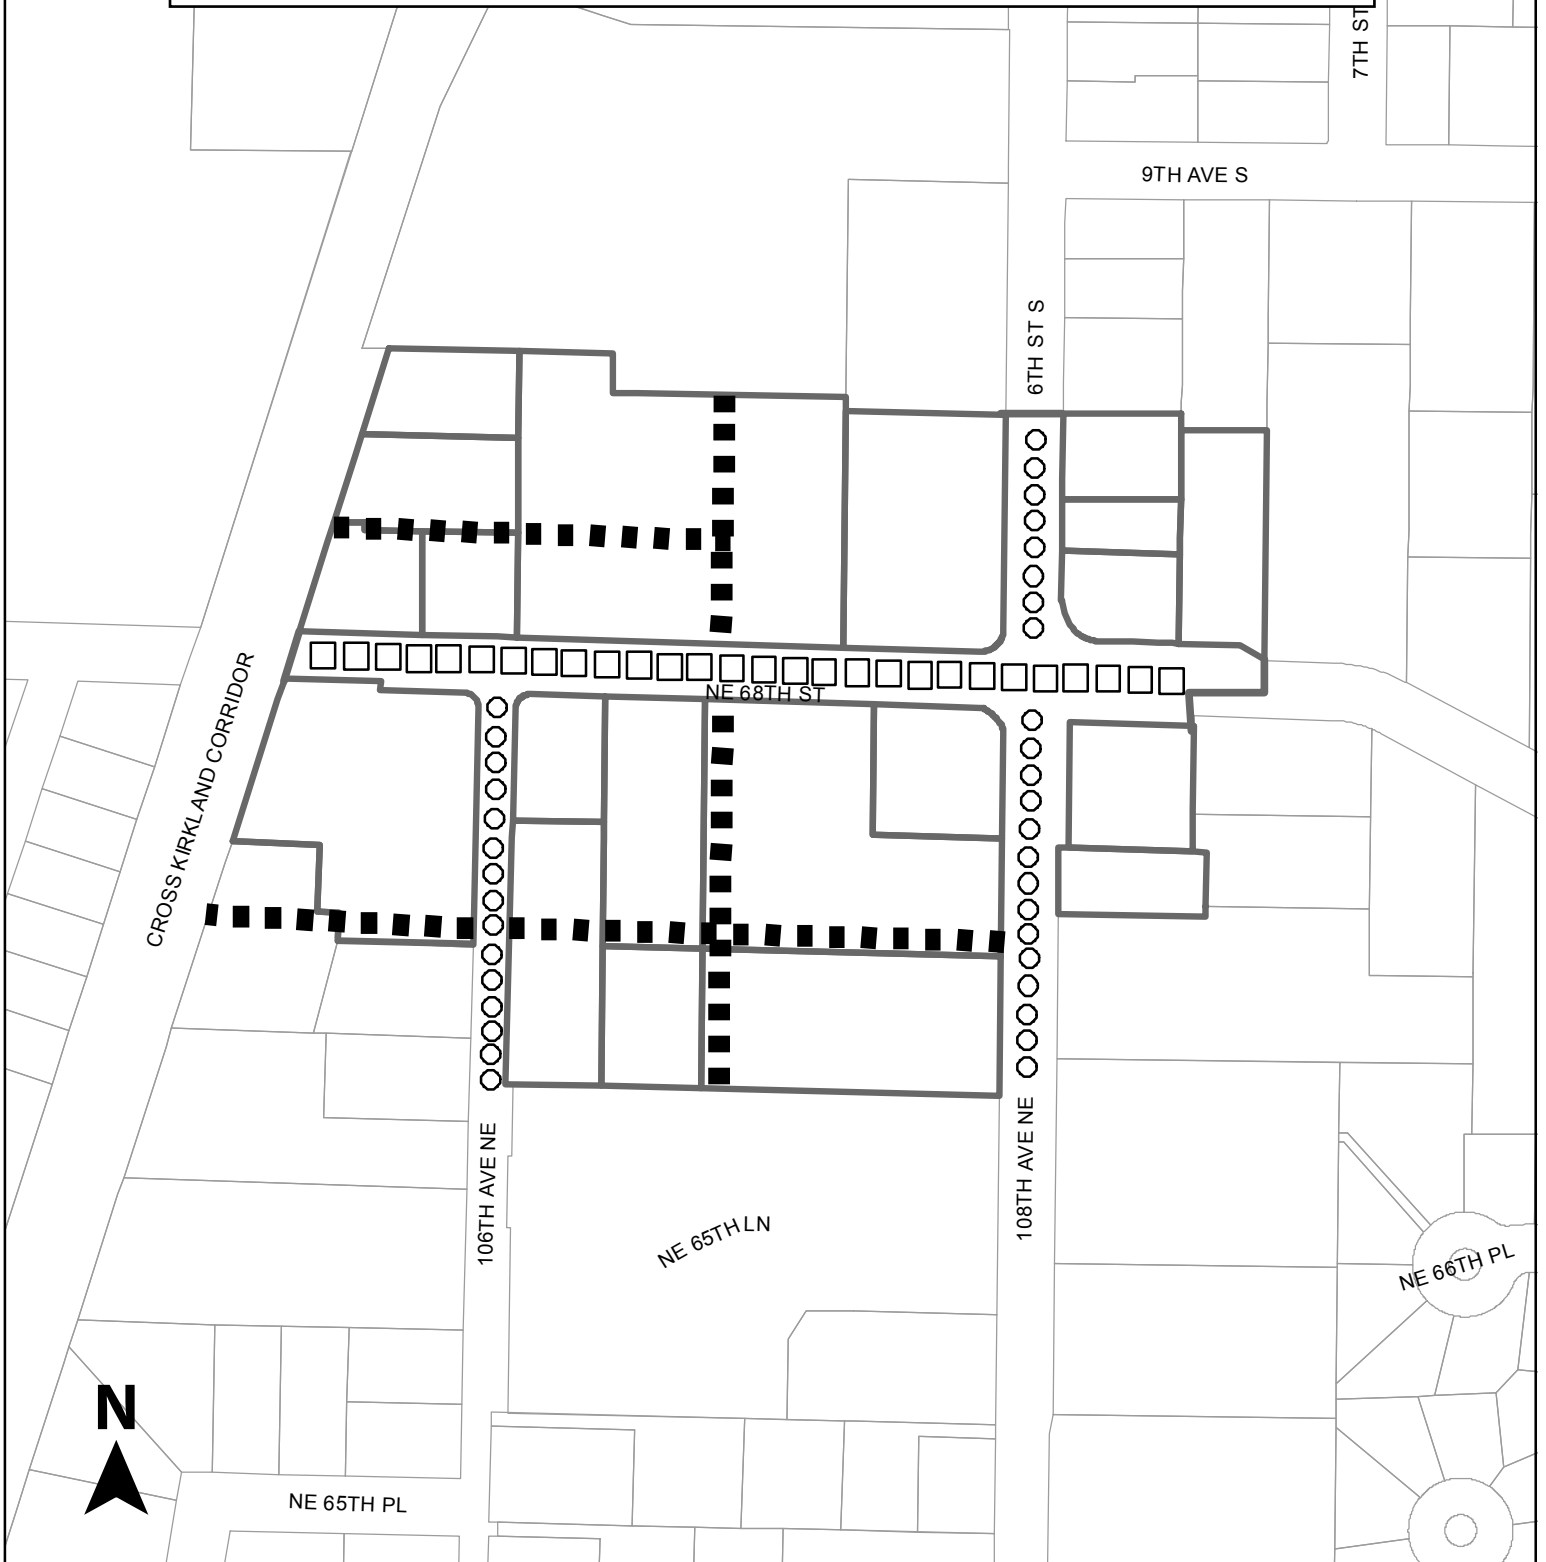 7TH ST
9TH AVE S
6TH ST S
NE 68TH ST
CROSS KIRKLAND CORRIDOR
106TH AVE NE
108TH AVE NE
NE 65TH LN
NE 66TH PL
N
NE 65TH PL